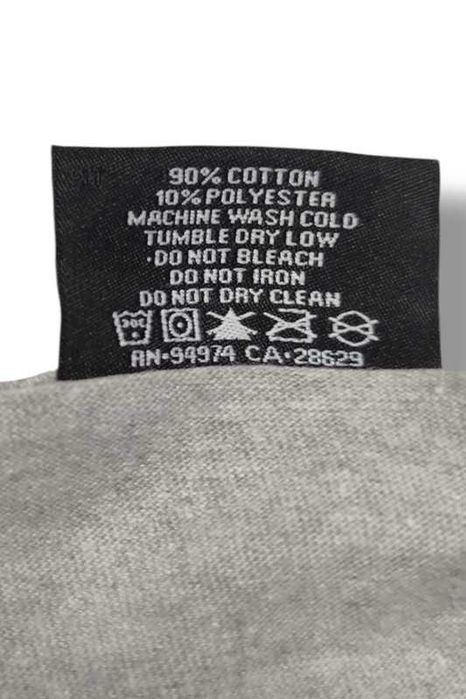 90% COTTON
10% POLYESTER
MACHINE WASH COLD
TUMBLE DRY LOW
·DO NOT BLEACH
DO NOT IRON
DO NOT DRY CLEAN
30C
RN·94974 CA·28629